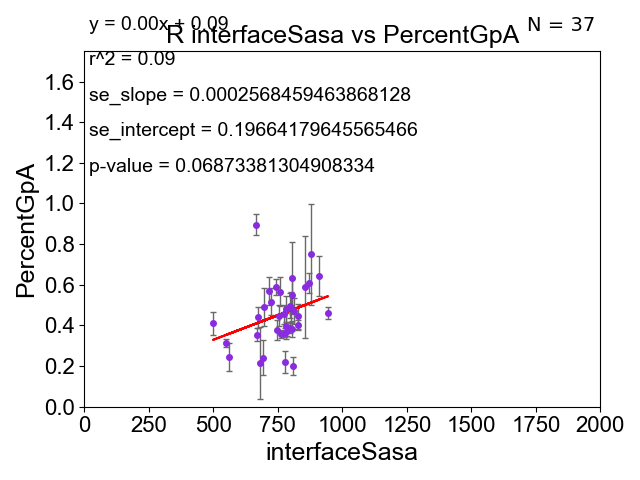 y = 0.00x + 0.09
R interfaceSasa vs PercentGpA
N = 37
r^2 = 0.09
se_slope = 0.0002568459463868128
se_intercept = 0.19664179645565466
p-value = 0.06873381304908334
PercentGpA
1.6
1.4
1.2
1.0
0.8
0.6
0.4
0.2
0.0
0 250 500 750 1000 1250 1500 1750 2000
interfaceSasa